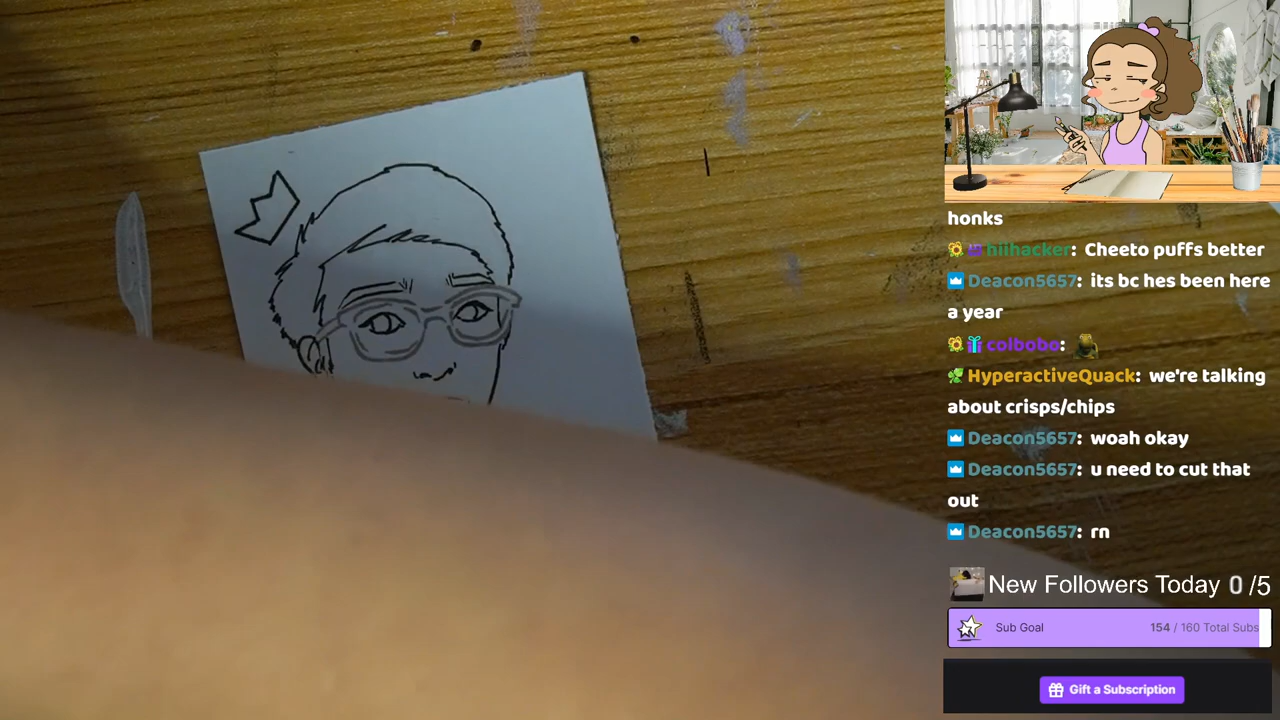 honks
hiihacker: Cheeto puffs better
Deacon5657: its bc hes been here
a year
colbobo:
HyperactiveQuack: we're talking
about crisps/chips
Deacon5657: woah okay
Deacon5657: u need to cut that
out
Deacon5657: rn
New Followers Today 0 /5
Sub Goal 154 / 160 Total Subs
Gift a Subscription